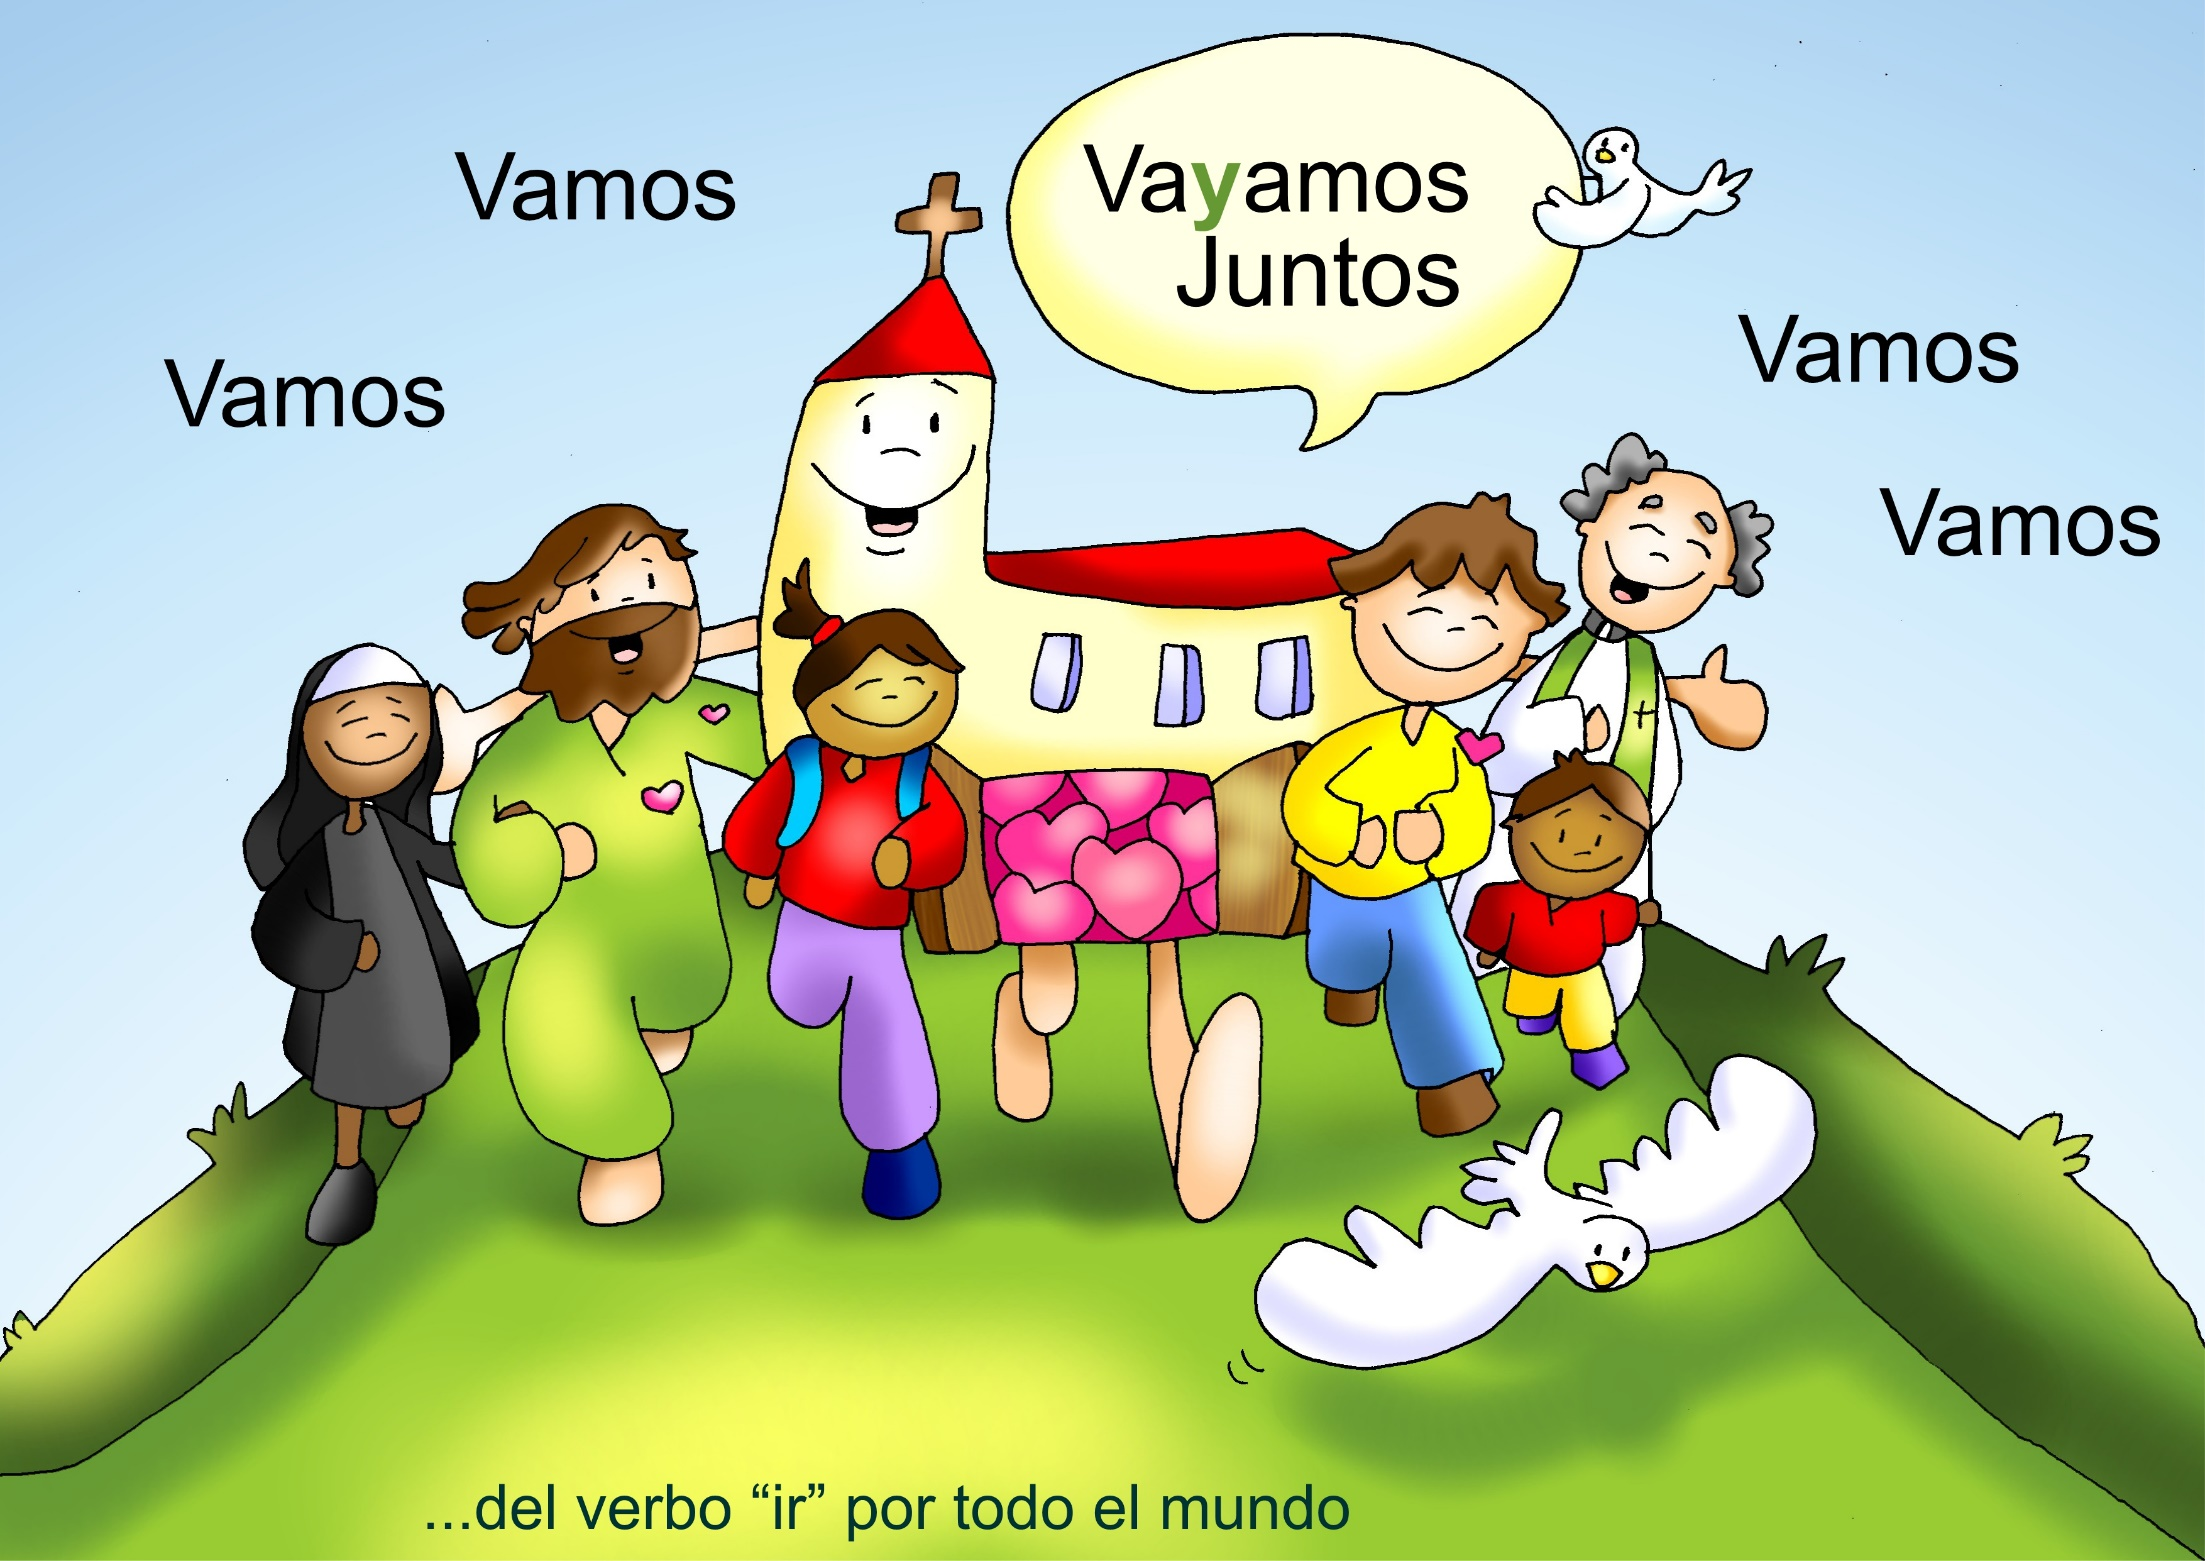 Vamos
Vayamos
Juntos
Vamos
Vamos
Vamos
...del verbo “ir” por todo el mundo